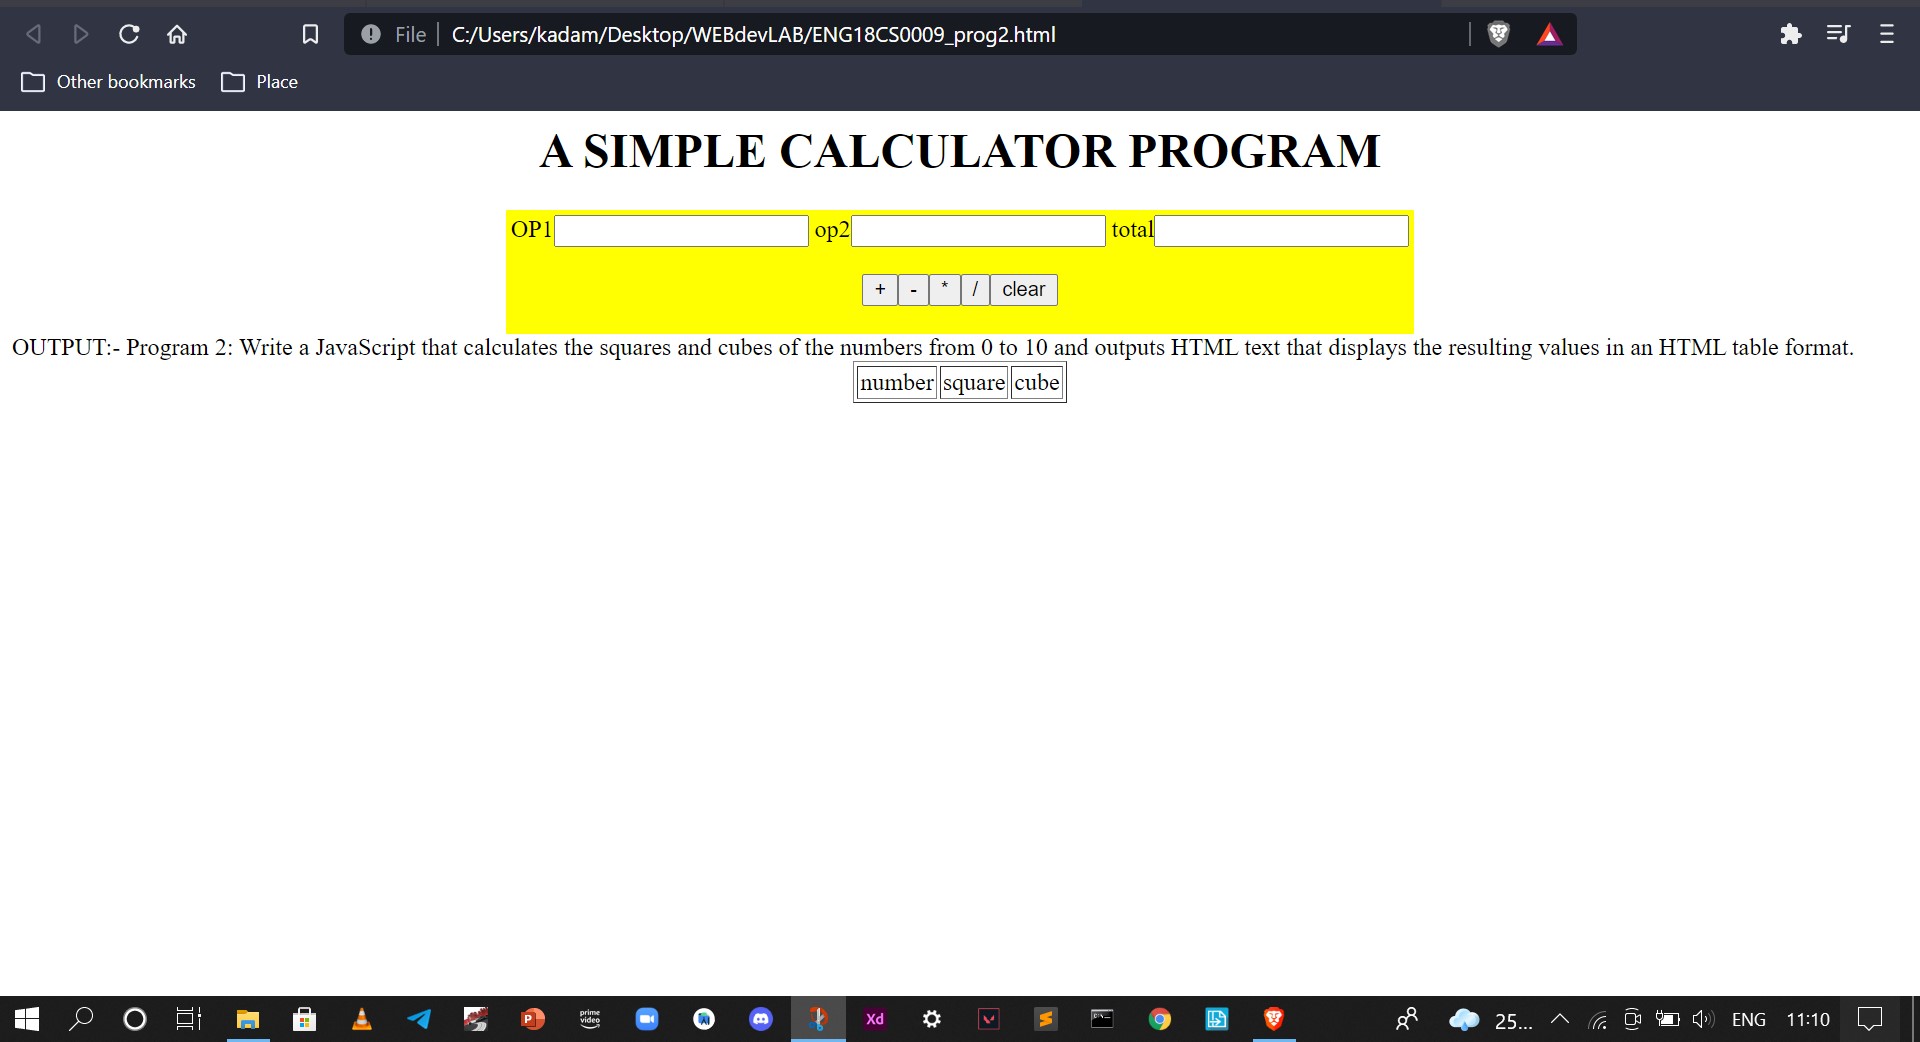 File C:/Users/kadam/Desktop/WEBdevLAB/ENG18CS0009_prog2.html
Other bookmarks Place
A SIMPLE CALCULATOR PROGRAM
OP1 op2 total
+ - * / clear
OUTPUT:- Program 2: Write a JavaScript that calculates the squares and cubes of the numbers from 0 to 10 and outputs HTML text that displays the resulting values in an HTML table format.
number square cube
prime video Xd 25... ENG 11:10